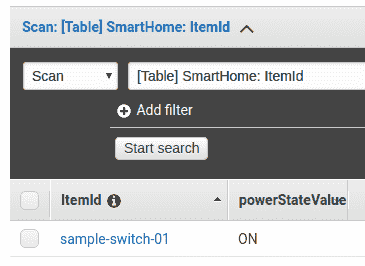 Scan: [Table] SmartHome: ItemId
Scan [Table] SmartHome: ItemId
Add filter
Start search
ItemId powerStateValue
sample-switch-01 ON